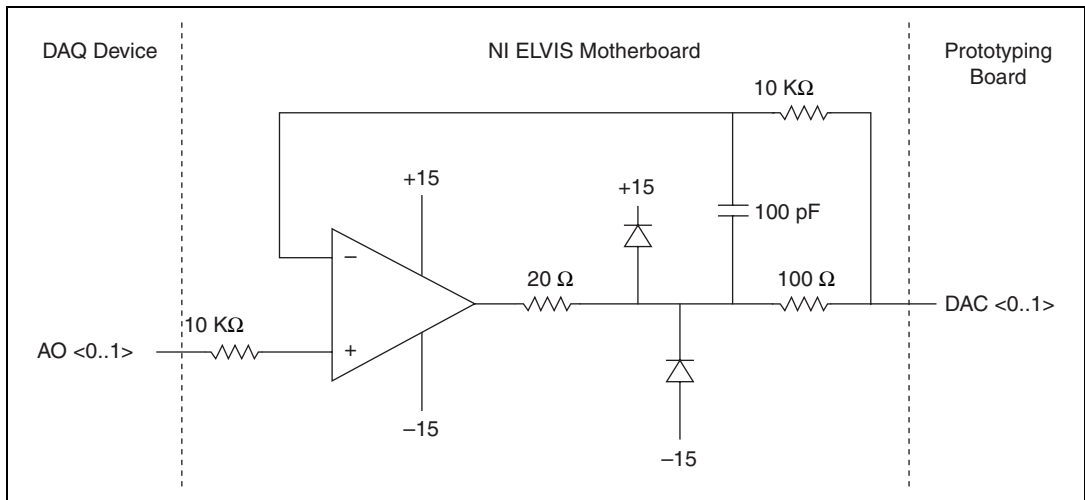 DAQ Device
NI ELVIS Motherboard
Prototyping
Board
10 KΩ
+15
+15
100 pF
–
20 Ω
100 Ω
DAC <0..1>
10 KΩ
AO <0..1>
+
–15
–15